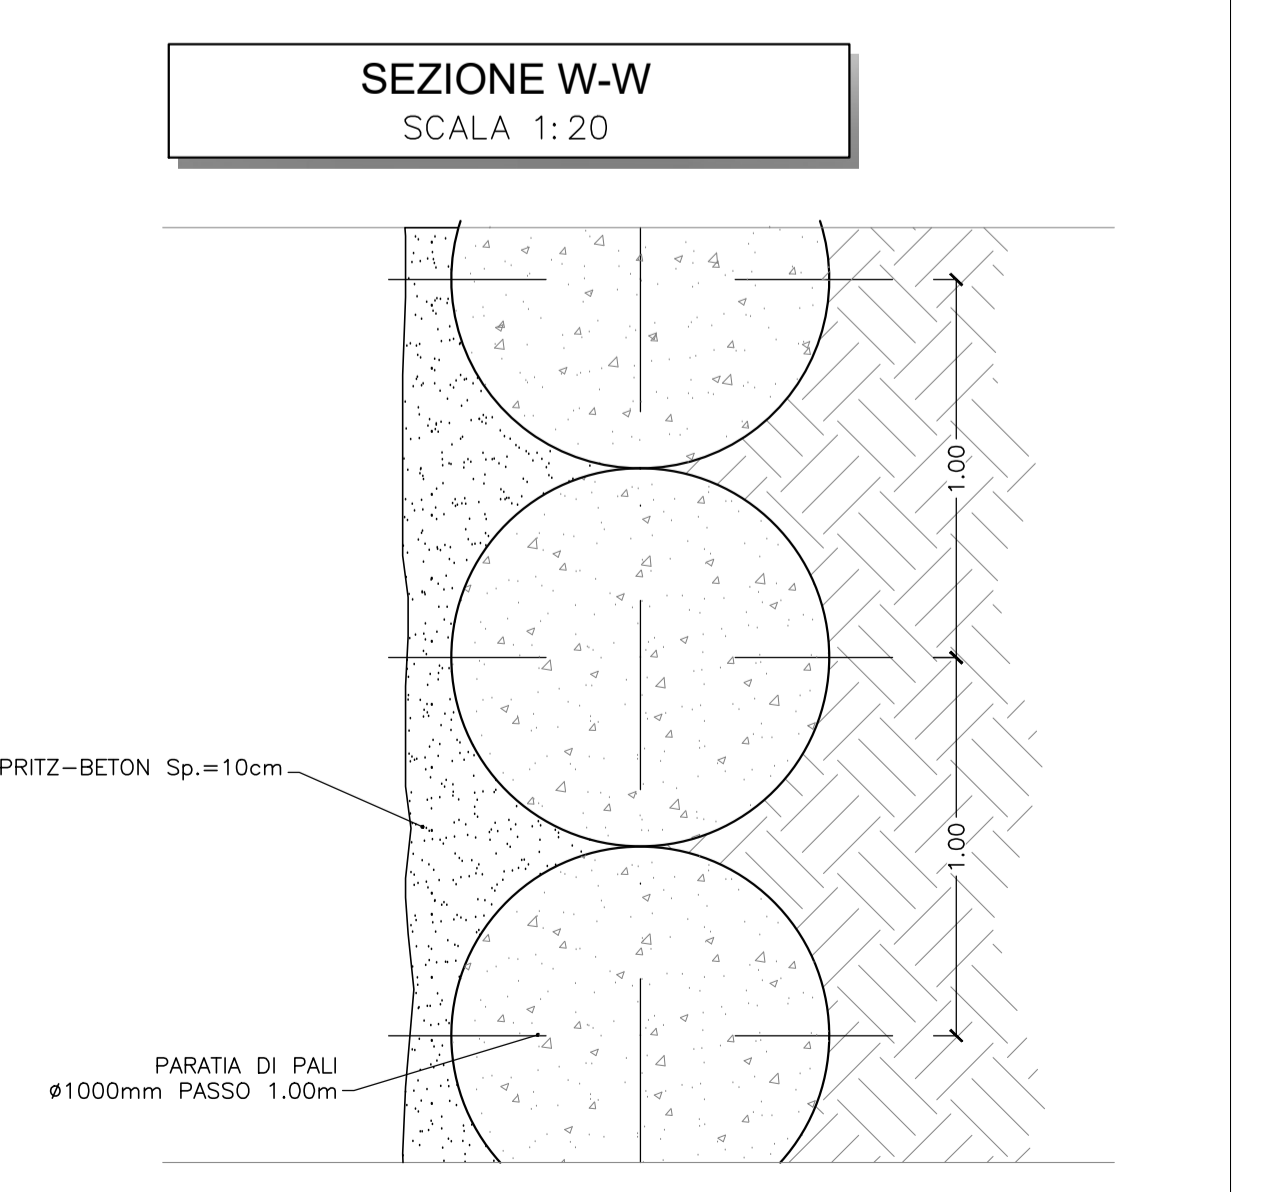 SEZIONE W-W
SCALA 1:20
1.00
PRITZ-BETON Sp.=10cm
1.00
PARATIA DI PALI
ø1000mm PASSO 1.00m